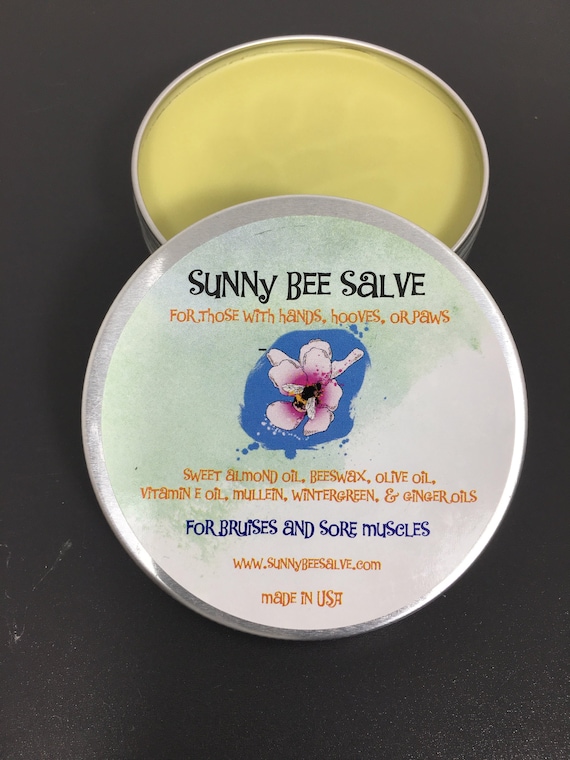 SUNNy BEE SaLVE
FOR THOSE WITH HANDS, HOOVES, OR PAWS
SWEET aLMOND OIL, BEESWaX, OLIVE OIL,
VITaMIN E OIL, MULLEIN, WINTERGREEN, & GINGER OILS
FOR BRUISES AND SORE MUSCLES
www.SUNNyBEESaLVE.com
maDE IN USA